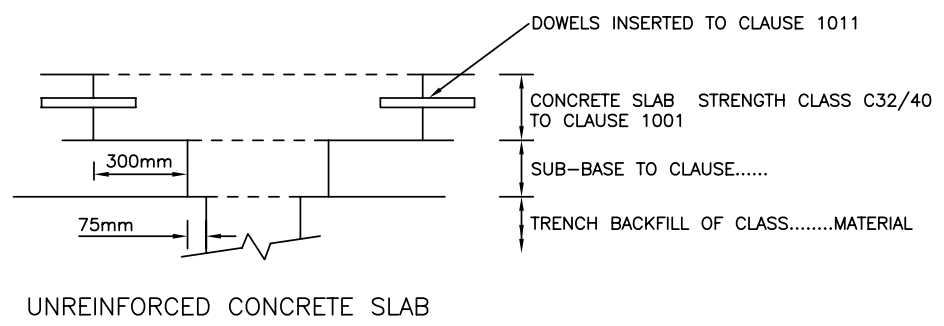 DOWELS INSERTED TO CLAUSE 1011
CONCRETE SLAB STRENGTH CLASS C32/40
TO CLAUSE 1001
300mm
SUB-BASE TO CLAUSE......
75mm
TRENCH BACKFILL OF CLASS........MATERIAL
UNREINFORCED CONCRETE SLAB